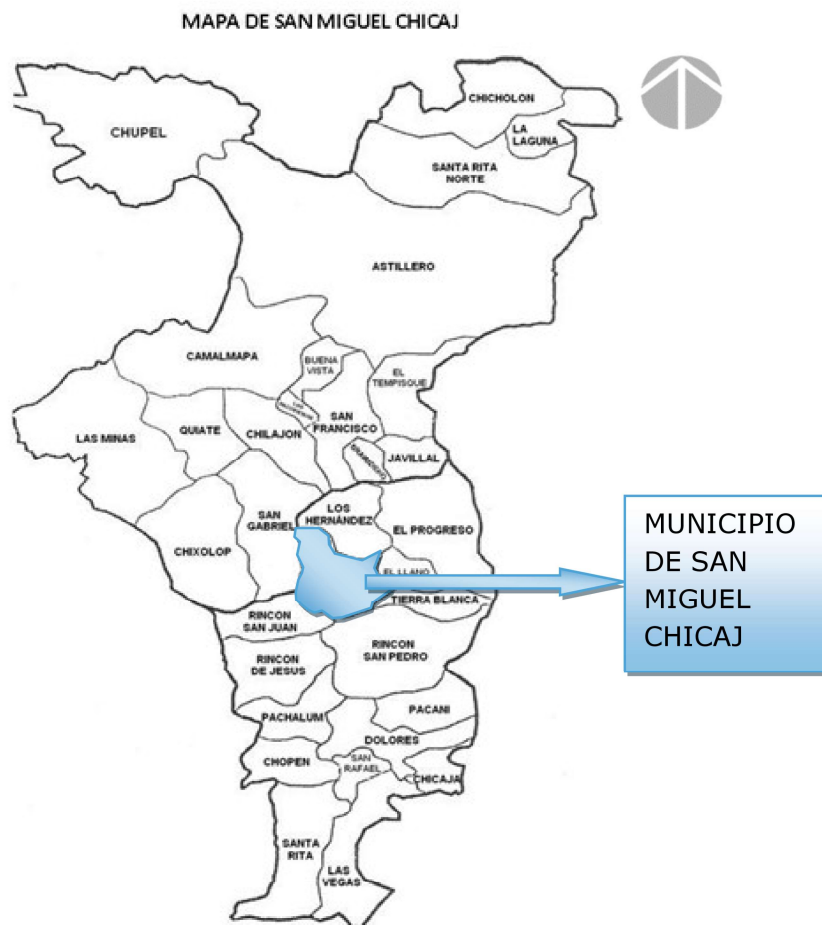 MAPA DE SAN MIGUEL CHICAJ
CHUPEL
CHICHOLON
LA
LAGUNA
SANTA RITA
NORTE
ASTILLERO
CAMALMAPA
BUENA
VISTA
EL
TEMPISQUE
LAS MINAS
QUIATE
CHILAJON
SAN
FRANCISCO
JAVILLAL
SAN
GABRIEL
LOS
HERNÁNDEZ
EL PROGRESO
CHIXOLOP
EL LLANO
TIERRA BLANCA
MUNICIPIO
DE SAN
MIGUEL
CHICAJ
RINCON
SAN JUAN
RINCON
SAN PEDRO
RINCON
DE JESUS
PACHALUM
PACANI
DOLORES
CHOPEN
SAN
RAFAEL
CHICAJA
SANTA
RITA
LAS
VEGAS